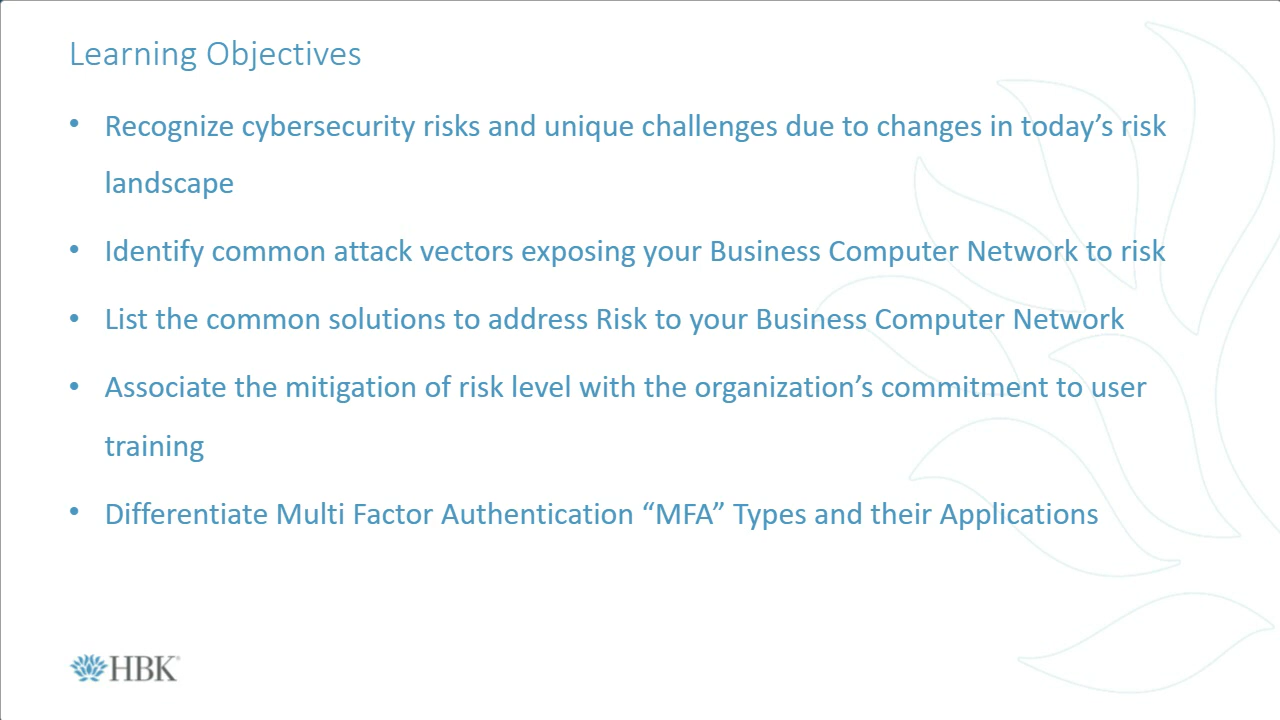 Learning Objectives
• Recognize cybersecurity risks and unique challenges due to changes in today’s risk
landscape
• Identify common attack vectors exposing your Business Computer Network to risk
• List the common solutions to address Risk to your Business Computer Network
• Associate the mitigation of risk level with the organization’s commitment to user
training
• Differentiate Multi Factor Authentication “MFA” Types and their Applications
HBK